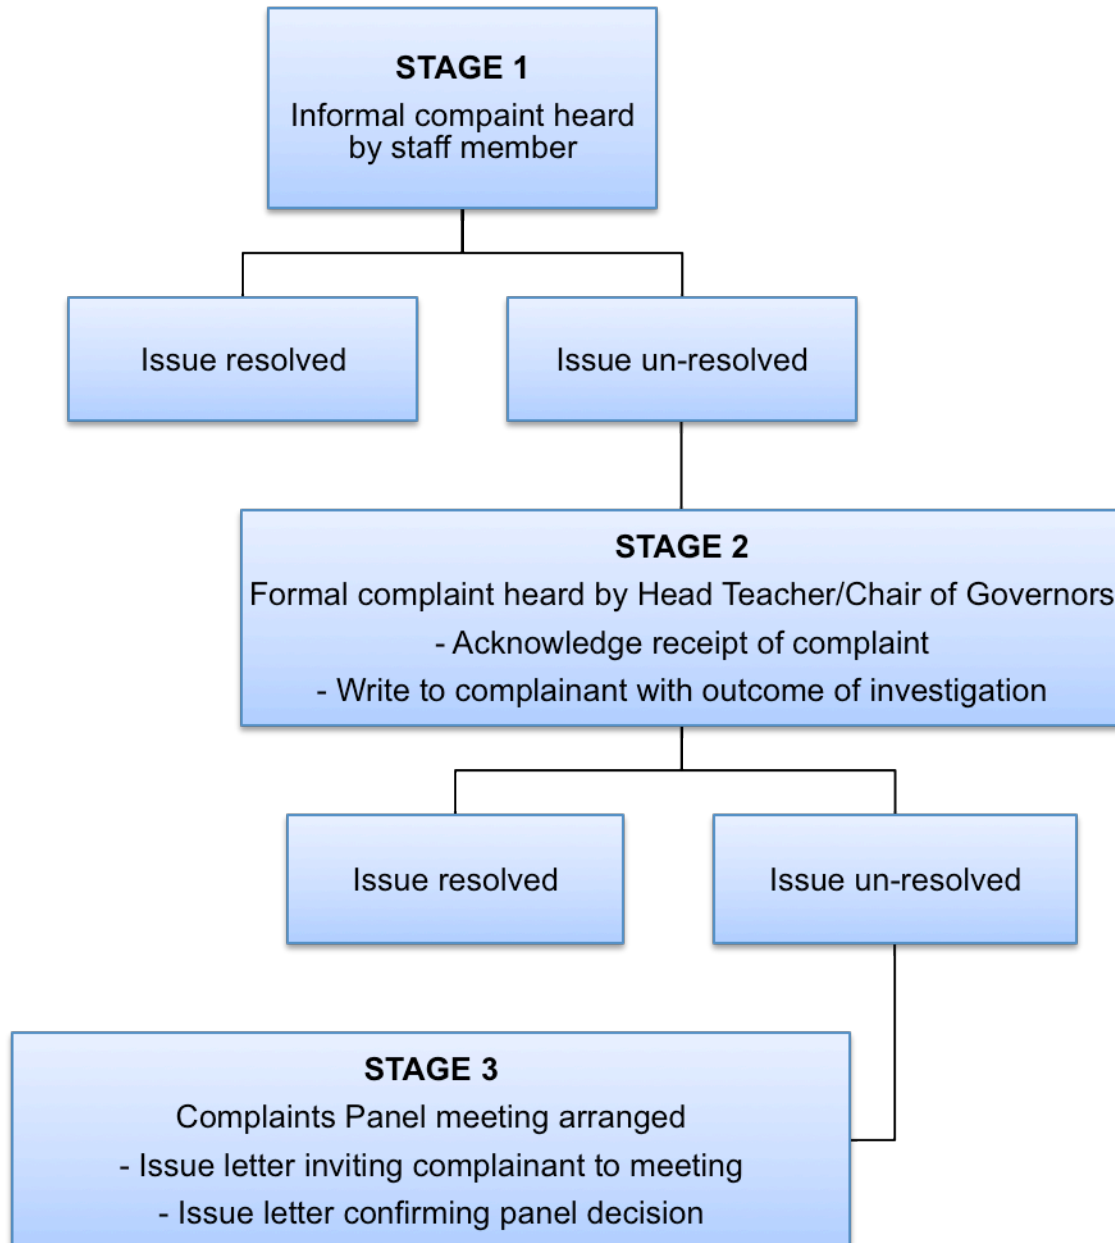 STAGE 1
Informal compaint heard
by staff member
Issue resolved
Issue un-resolved
STAGE 2
Formal complaint heard by Head Teacher/Chair of Governors
- Acknowledge receipt of complaint
- Write to complainant with outcome of investigation
Issue resolved
Issue un-resolved
STAGE 3
Complaints Panel meeting arranged
- Issue letter inviting complainant to meeting
- Issue letter confirming panel decision